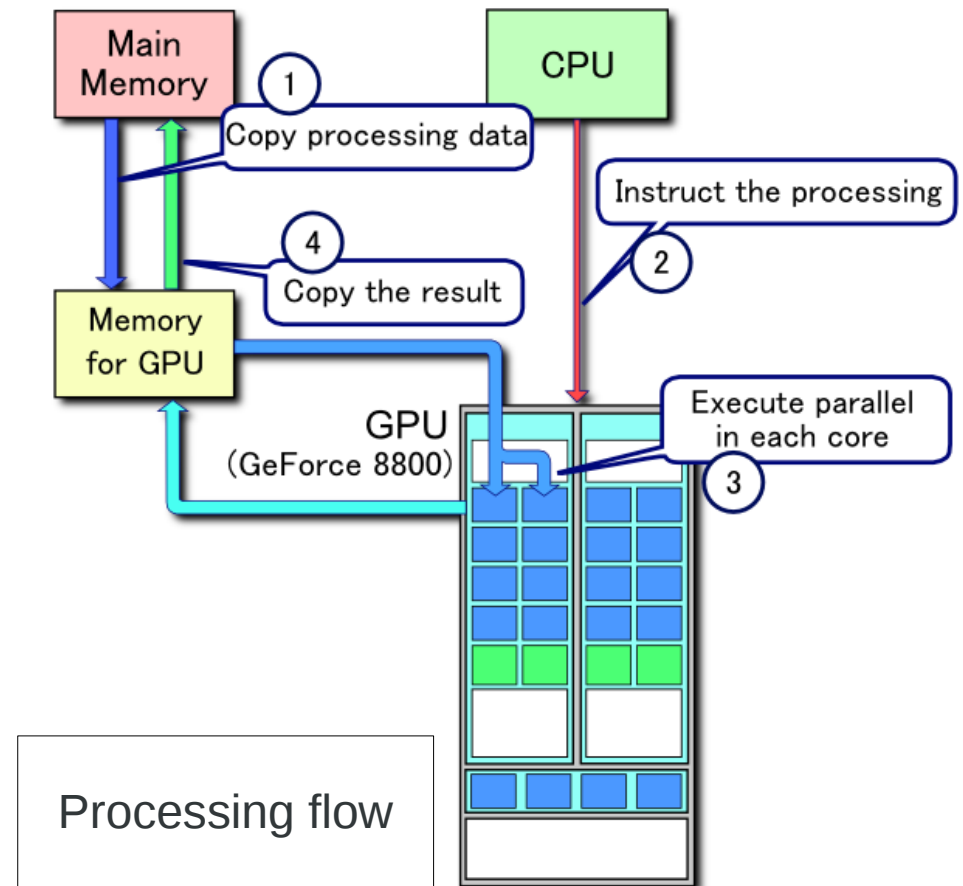 Main
Memory
CPU
1
Copy processing data
Instruct the processing
2
4
Copy the result
Memory
for GPU
GPU
(GeForce 8800)
Execute parallel
in each core
3
Processing flow